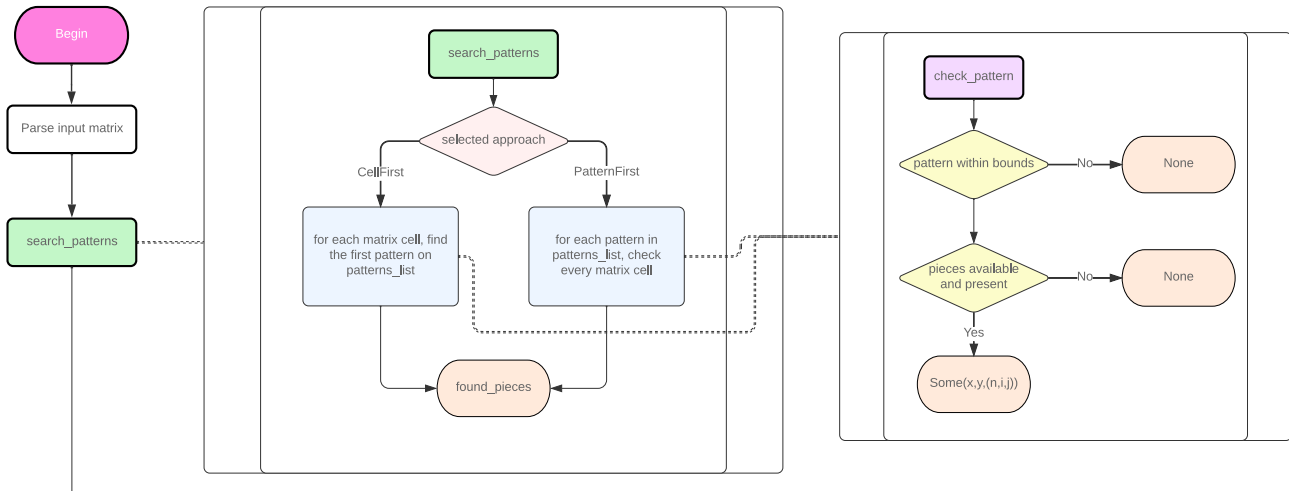 Begin
Parse input matrix
search_patterns
search_patterns
selected approach
CellFirst
PatternFirst
for each matrix cell, find
the first pattern on
patterns_list
for each pattern in
patterns_list, check
every matrix cell
found_pieces
check_pattern
pattern within bounds
No
None
pieces available
and present
No
None
Yes
Some(x,y,(n,i,j))